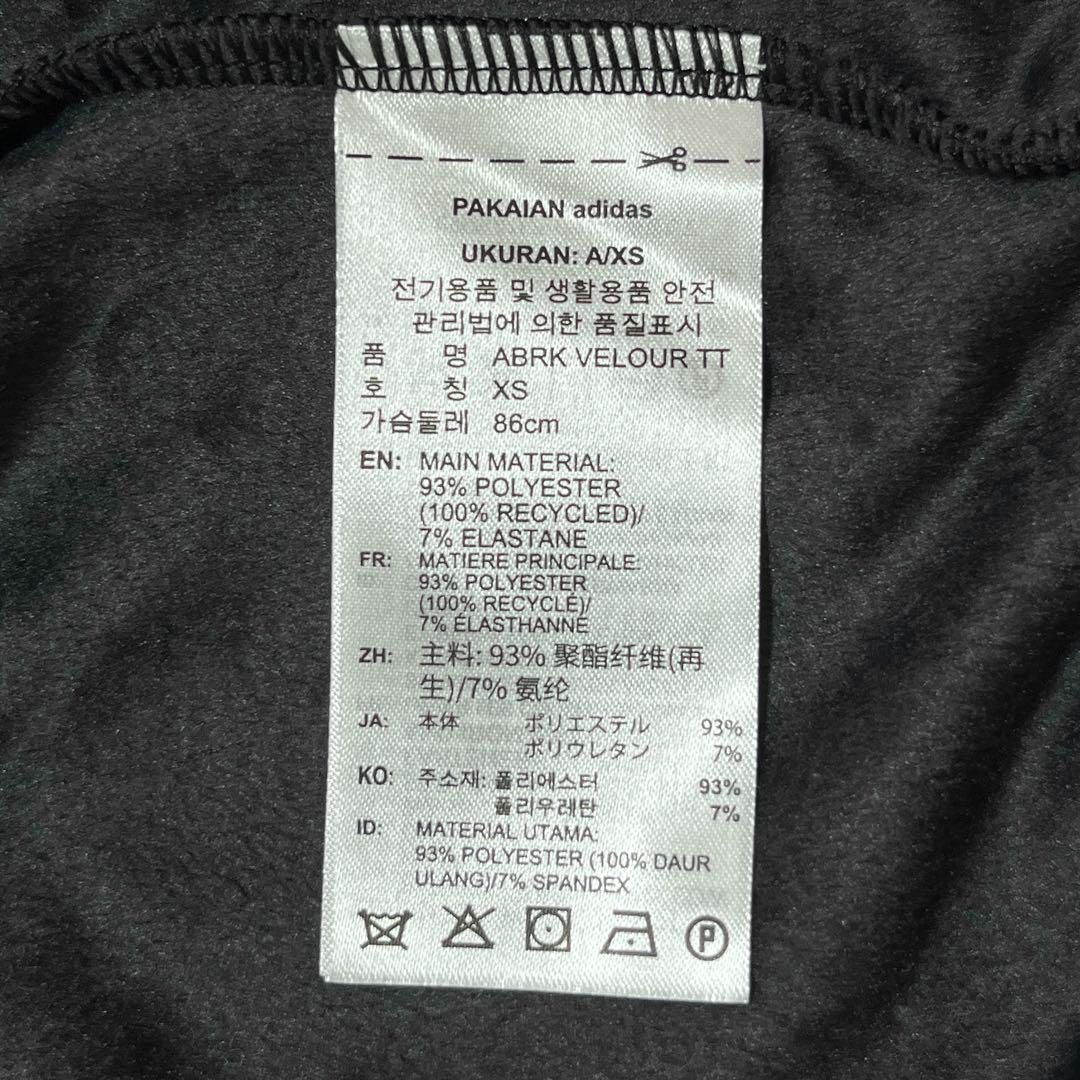 PAKAIAN adidas
UKURAN: A/XS
전기용품 및 생활용품 안전
관리법에 의한 품질표시
품 명 ABRK VELOUR TT
호 칭 XS
가슴둘레 86cm
EN: MAIN MATERIAL:
93% POLYESTER
(100% RECYCLED)/
7% ELASTANE
FR: MATIERE PRINCIPALE:
93% POLYESTER
(100% RECYCLÉ)/
7% ÉLASTHANNE
ZH: 主料: 93% 聚酯纤维(再
生)/7% 氨纶
JA: 本体 ポリエステル 93%
ポリウレタン 7%
KO: 주소재: 폴리에스터 93%
폴리우레탄 7%
ID: MATERIAL UTAMA:
93% POLYESTER (100% DAUR
ULANG)/7% SPANDEX
P